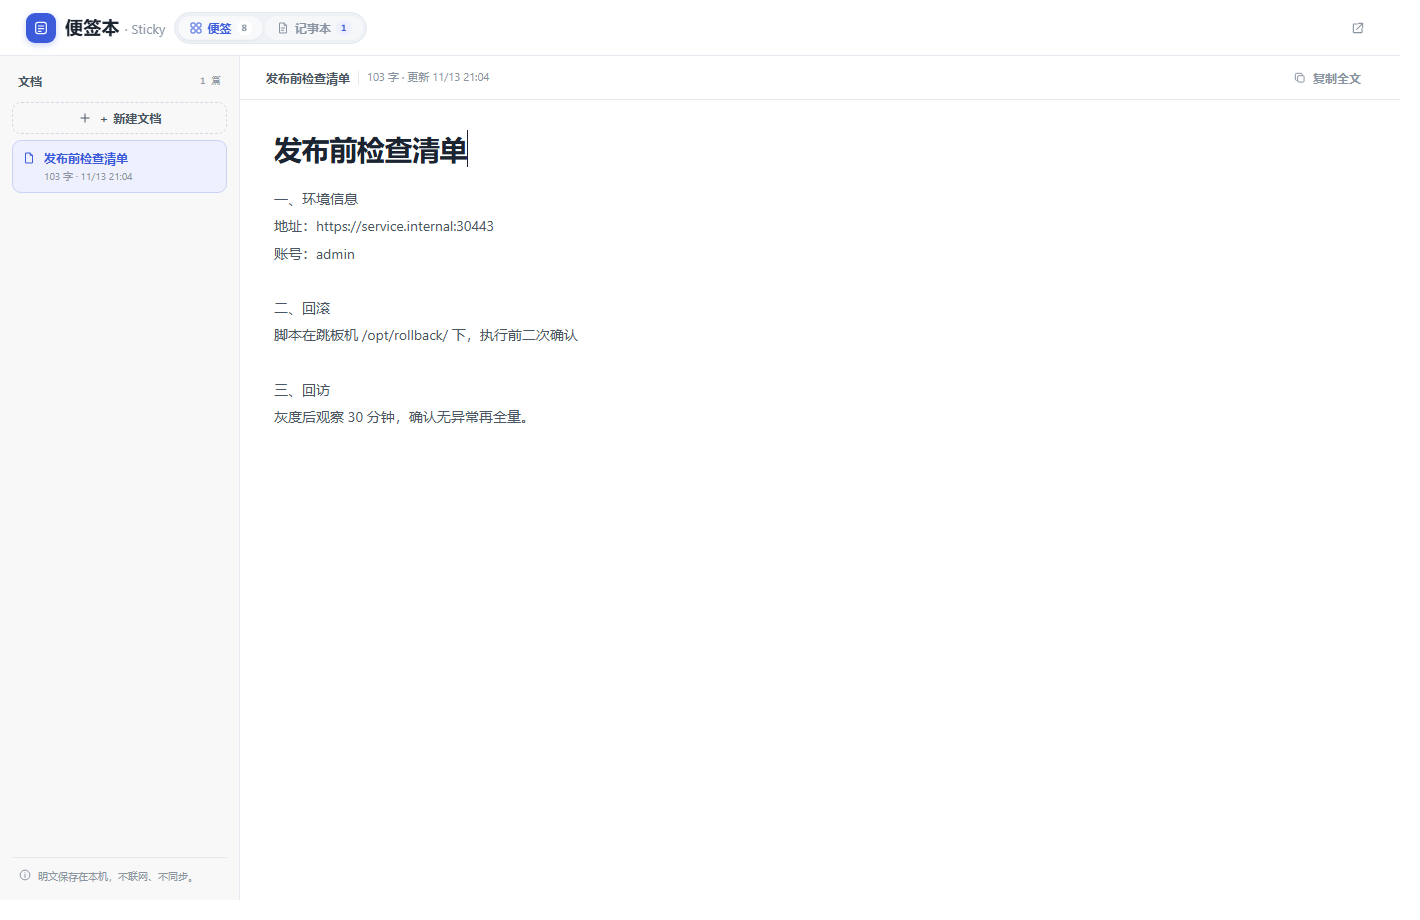 便签本 · Sticky
便签 8
记事本 1
文档 1 篇
+ 新建文档
发布前检查清单
103 字 · 11/13 21:04
明文保存在本机，不联网、不同步。
发布前检查清单 103 字 · 更新 11/13 21:04
复制全文
发布前检查清单
一、环境信息
地址：https://service.internal:30443
账号：admin
二、回滚
脚本在跳板机 /opt/rollback/ 下，执行前二次确认
三、回访
灰度后观察 30 分钟，确认无异常再全量。